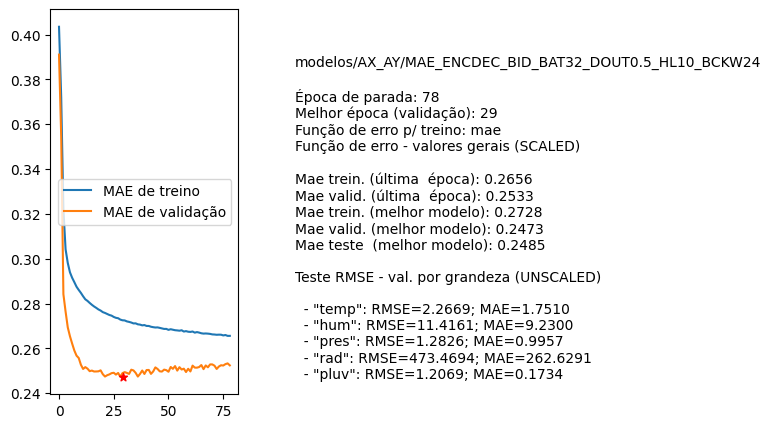 0.40
0.38
0.36
0.34
0.32
0.30
0.28
0.26
0.24
0
25
50
75
MAE de treino
MAE de validação
modelos/AX_AY/MAE_ENCDEC_BID_BAT32_DOUT0.5_HL10_BCKW24
Época de parada: 78
Melhor época (validação): 29
Função de erro p/ treino: mae
Função de erro - valores gerais (SCALED)
Mae trein. (última  época): 0.2656
Mae valid. (última  época): 0.2533
Mae trein. (melhor modelo): 0.2728
Mae valid. (melhor modelo): 0.2473
Mae teste  (melhor modelo): 0.2485
Teste RMSE - val. por grandeza (UNSCALED)
- "temp": RMSE=2.2669; MAE=1.7510
- "hum": RMSE=11.4161; MAE=9.2300
- "pres": RMSE=1.2826; MAE=0.9957
- "rad": RMSE=473.4694; MAE=262.6291
- "pluv": RMSE=1.2069; MAE=0.1734